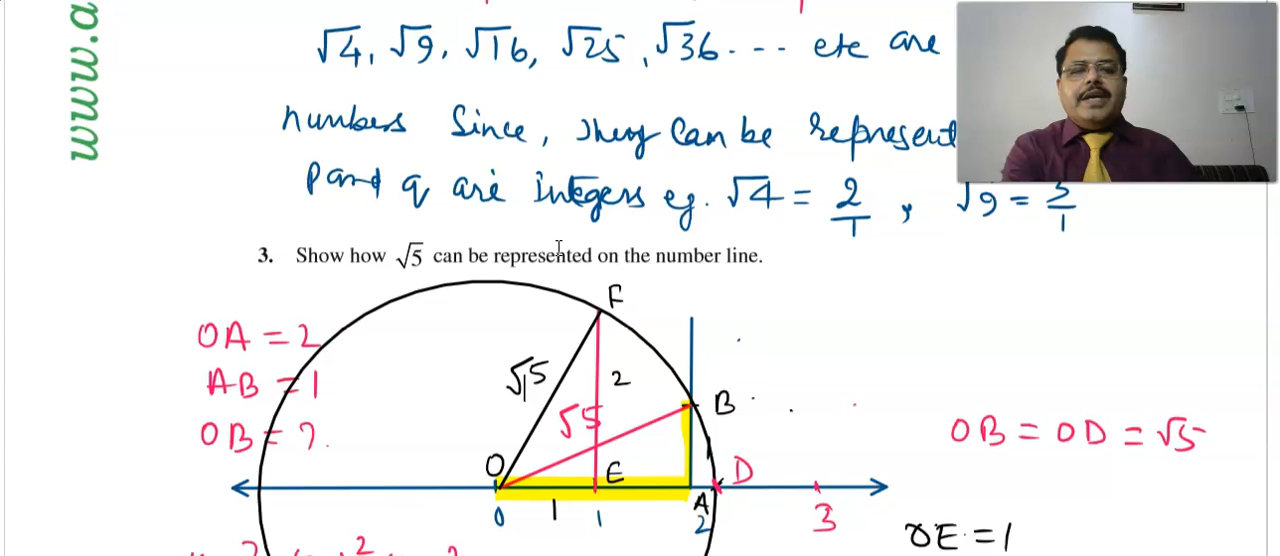 www.a
√4, √9, √16, √25, √36 --- etc are
numbers Since, They can be represent
p and q are integers eg. √4 = 2/1 , √9 = 3/1
3. Show how √5 can be represented on the number line.
F
OA = 2
AB = 1
OB = ?
√5
2
B
√5
OB = OD = √5
O
E
D
1
A
0
1
2
3
OE = 1